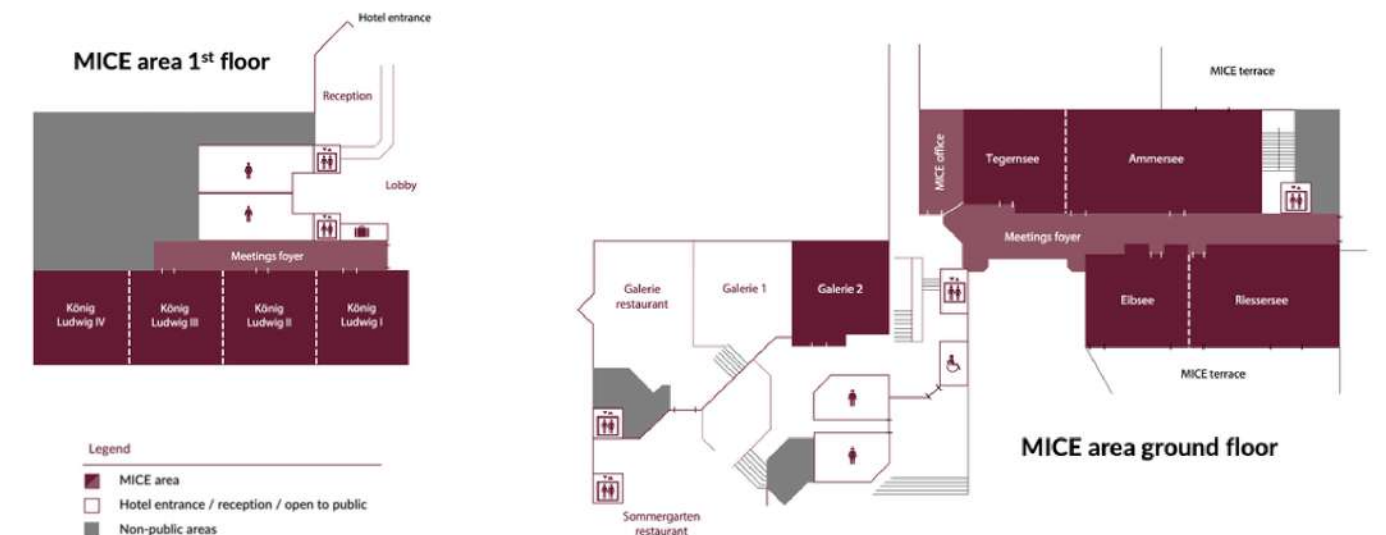 Hotel entrance
MICE area 1st floor
Reception
Lobby
Meetings foyer
König
Ludwig IV
König
Ludwig III
König
Ludwig II
König
Ludwig I
Legend
MICE area
Hotel entrance / reception / open to public
Non-public areas
MICE terrace
MICE office
Tegernsee
Ammersee
Meetings foyer
Galerie
restaurant
Galerie 1
Galerie 2
Eibsee
Riessersee
MICE terrace
MICE area ground floor
Sommergarten
restaurant